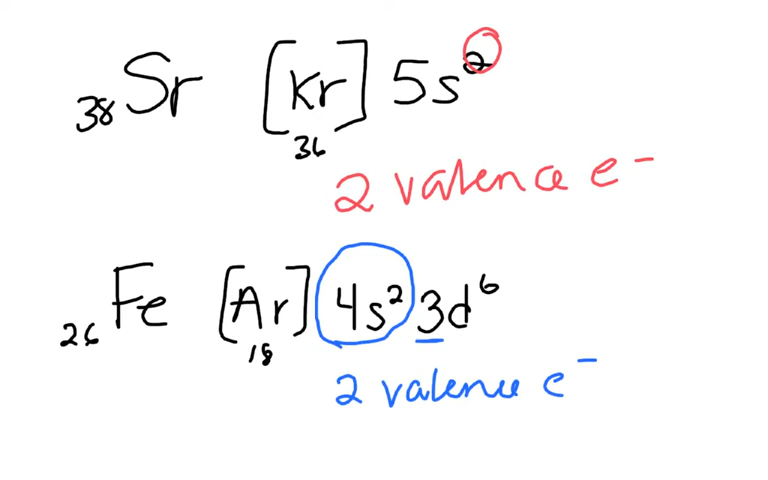 38Sr [Kr] 5s²
36
2 valence e⁻
26Fe [Ar] 4s² 3d⁶
18
2 valence e⁻